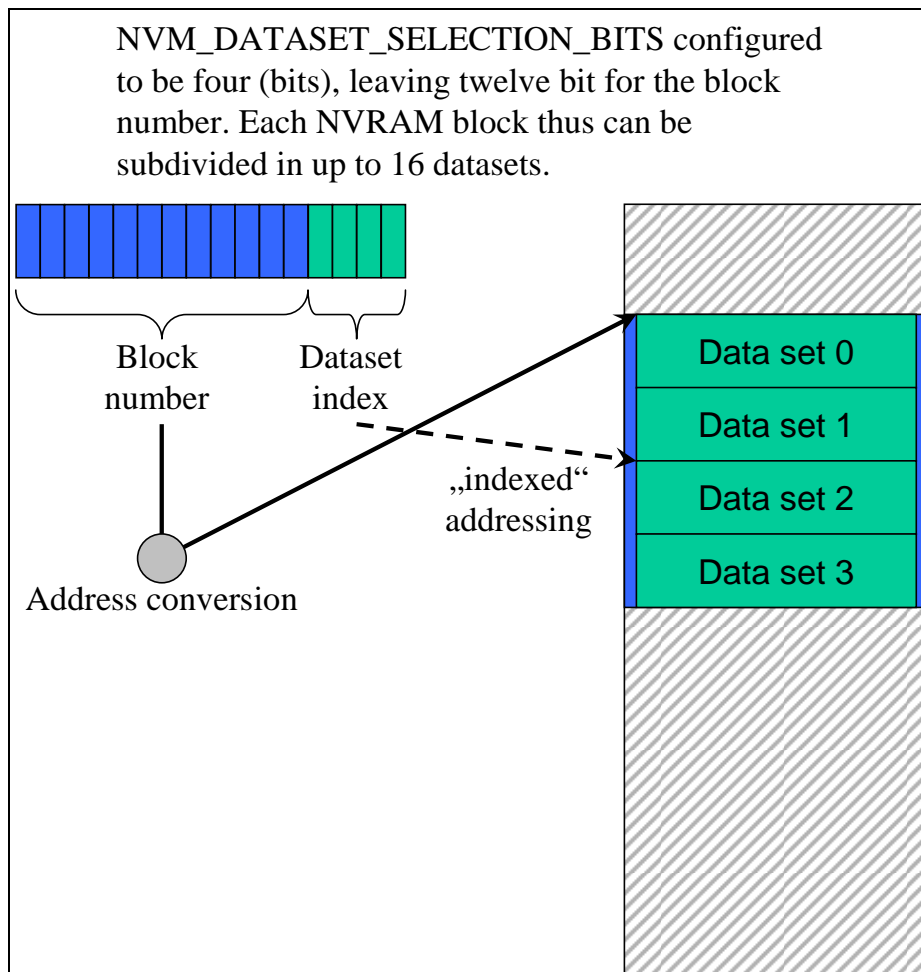 NVM_DATASET_SELECTION_BITS configured
to be four (bits), leaving twelve bit for the block
number. Each NVRAM block thus can be
subdivided in up to 16 datasets.
Block
number
Dataset
index
Data set 0
Data set 1
„indexed“
addressing
Data set 2
Data set 3
Address conversion